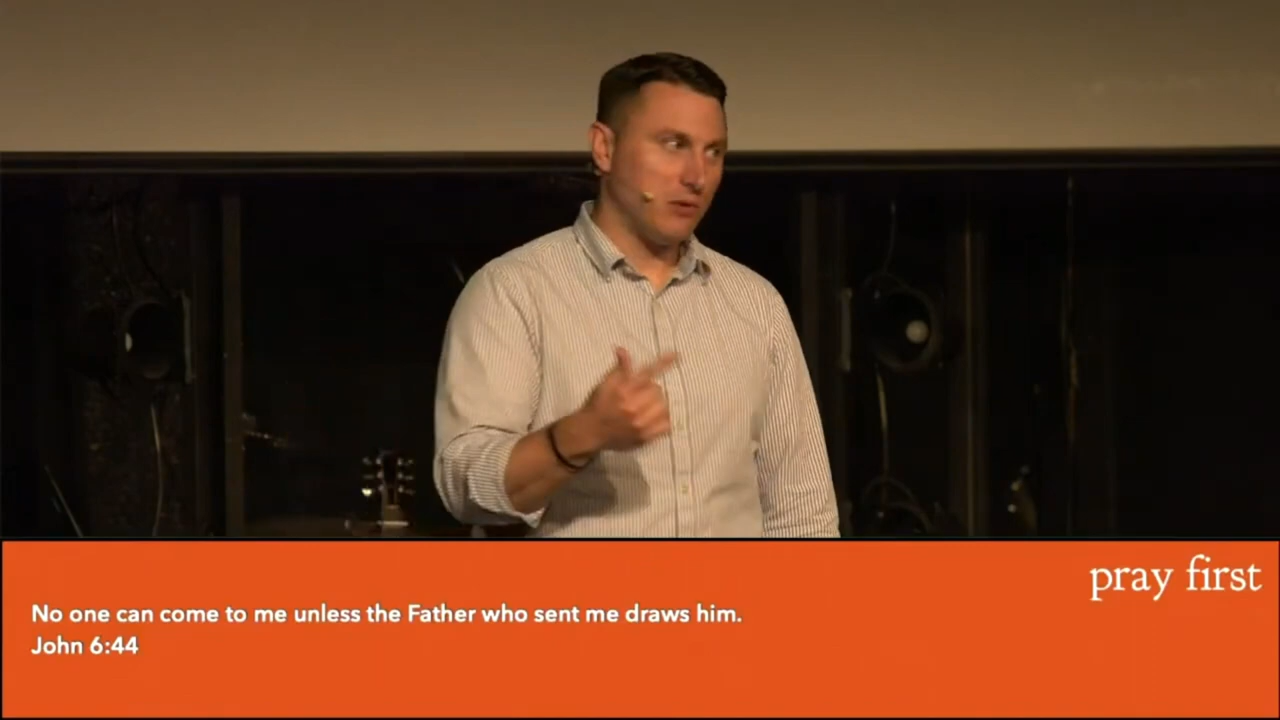 pray first
No one can come to me unless the Father who sent me draws him.
John 6:44